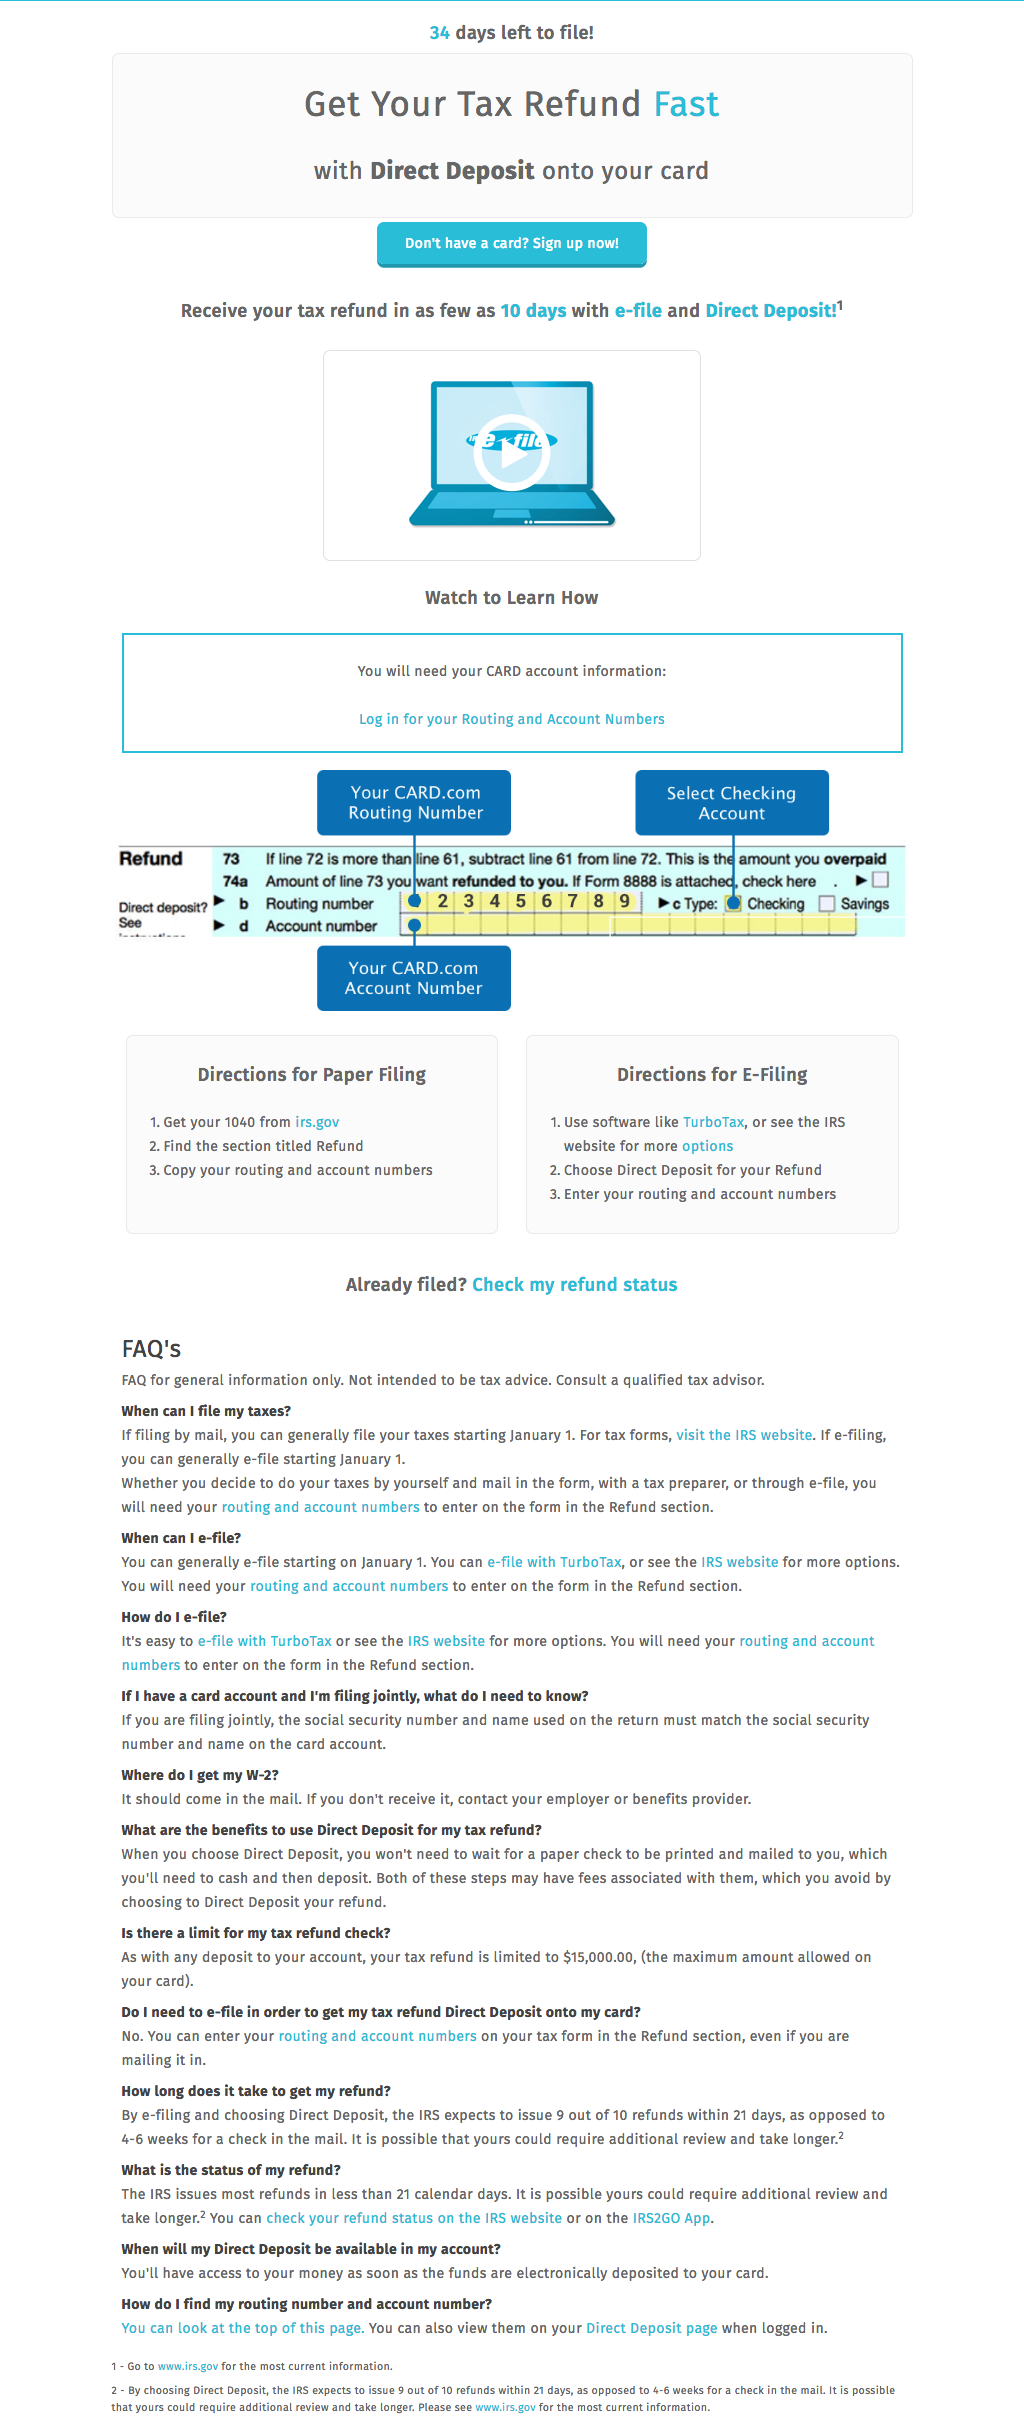 34 days left to file!
Get Your Tax Refund Fast
with Direct Deposit onto your card
Don't have a card? Sign up now!
Receive your tax refund in as few as 10 days with e-file and Direct Deposit!1
e file
Watch to Learn How
You will need your CARD account information:
Log in for your Routing and Account Numbers
Your CARD.com
Routing Number
Select Checking
Account
Refund 73 If line 72 is more than line 61, subtract line 61 from line 72. This is the amount you overpaid
74a Amount of line 73 you want refunded to you. If Form 8888 is attached, check here . ▶
Direct deposit? ▶ b Routing number 2 3 4 5 6 7 8 9 ▶ c Type: Checking Savings
See ▶ d Account number
Your CARD.com
Account Number
Directions for Paper Filing
1. Get your 1040 from irs.gov
2. Find the section titled Refund
3. Copy your routing and account numbers
Directions for E-Filing
1. Use software like TurboTax, or see the IRS
website for more options
2. Choose Direct Deposit for your Refund
3. Enter your routing and account numbers
Already filed? Check my refund status
FAQ's
FAQ for general information only. Not intended to be tax advice. Consult a qualified tax advisor.
When can I file my taxes?
If filing by mail, you can generally file your taxes starting January 1. For tax forms, visit the IRS website. If e-filing,
you can generally e-file starting January 1.
Whether you decide to do your taxes by yourself and mail in the form, with a tax preparer, or through e-file, you
will need your routing and account numbers to enter on the form in the Refund section.
When can I e-file?
You can generally e-file starting on January 1. You can e-file with TurboTax, or see the IRS website for more options.
You will need your routing and account numbers to enter on the form in the Refund section.
How do I e-file?
It's easy to e-file with TurboTax or see the IRS website for more options. You will need your routing and account
numbers to enter on the form in the Refund section.
If I have a card account and I'm filing jointly, what do I need to know?
If you are filing jointly, the social security number and name used on the return must match the social security
number and name on the card account.
Where do I get my W-2?
It should come in the mail. If you don't receive it, contact your employer or benefits provider.
What are the benefits to use Direct Deposit for my tax refund?
When you choose Direct Deposit, you won't need to wait for a paper check to be printed and mailed to you, which
you'll need to cash and then deposit. Both of these steps may have fees associated with them, which you avoid by
choosing to Direct Deposit your refund.
Is there a limit for my tax refund check?
As with any deposit to your account, your tax refund is limited to $15,000.00, (the maximum amount allowed on
your card).
Do I need to e-file in order to get my tax refund Direct Deposit onto my card?
No. You can enter your routing and account numbers on your tax form in the Refund section, even if you are
mailing it in.
How long does it take to get my refund?
By e-filing and choosing Direct Deposit, the IRS expects to issue 9 out of 10 refunds within 21 days, as opposed to
4-6 weeks for a check in the mail. It is possible that yours could require additional review and take longer.2
What is the status of my refund?
The IRS issues most refunds in less than 21 calendar days. It is possible yours could require additional review and
take longer.2 You can check your refund status on the IRS website or on the IRS2GO App.
When will my Direct Deposit be available in my account?
You'll have access to your money as soon as the funds are electronically deposited to your card.
How do I find my routing number and account number?
You can look at the top of this page. You can also view them on your Direct Deposit page when logged in.
1 - Go to www.irs.gov for the most current information.
2 - By choosing Direct Deposit, the IRS expects to issue 9 out of 10 refunds within 21 days, as opposed to 4-6 weeks for a check in the mail. It is possible
that yours could require additional review and take longer. Please see www.irs.gov for the most current information.